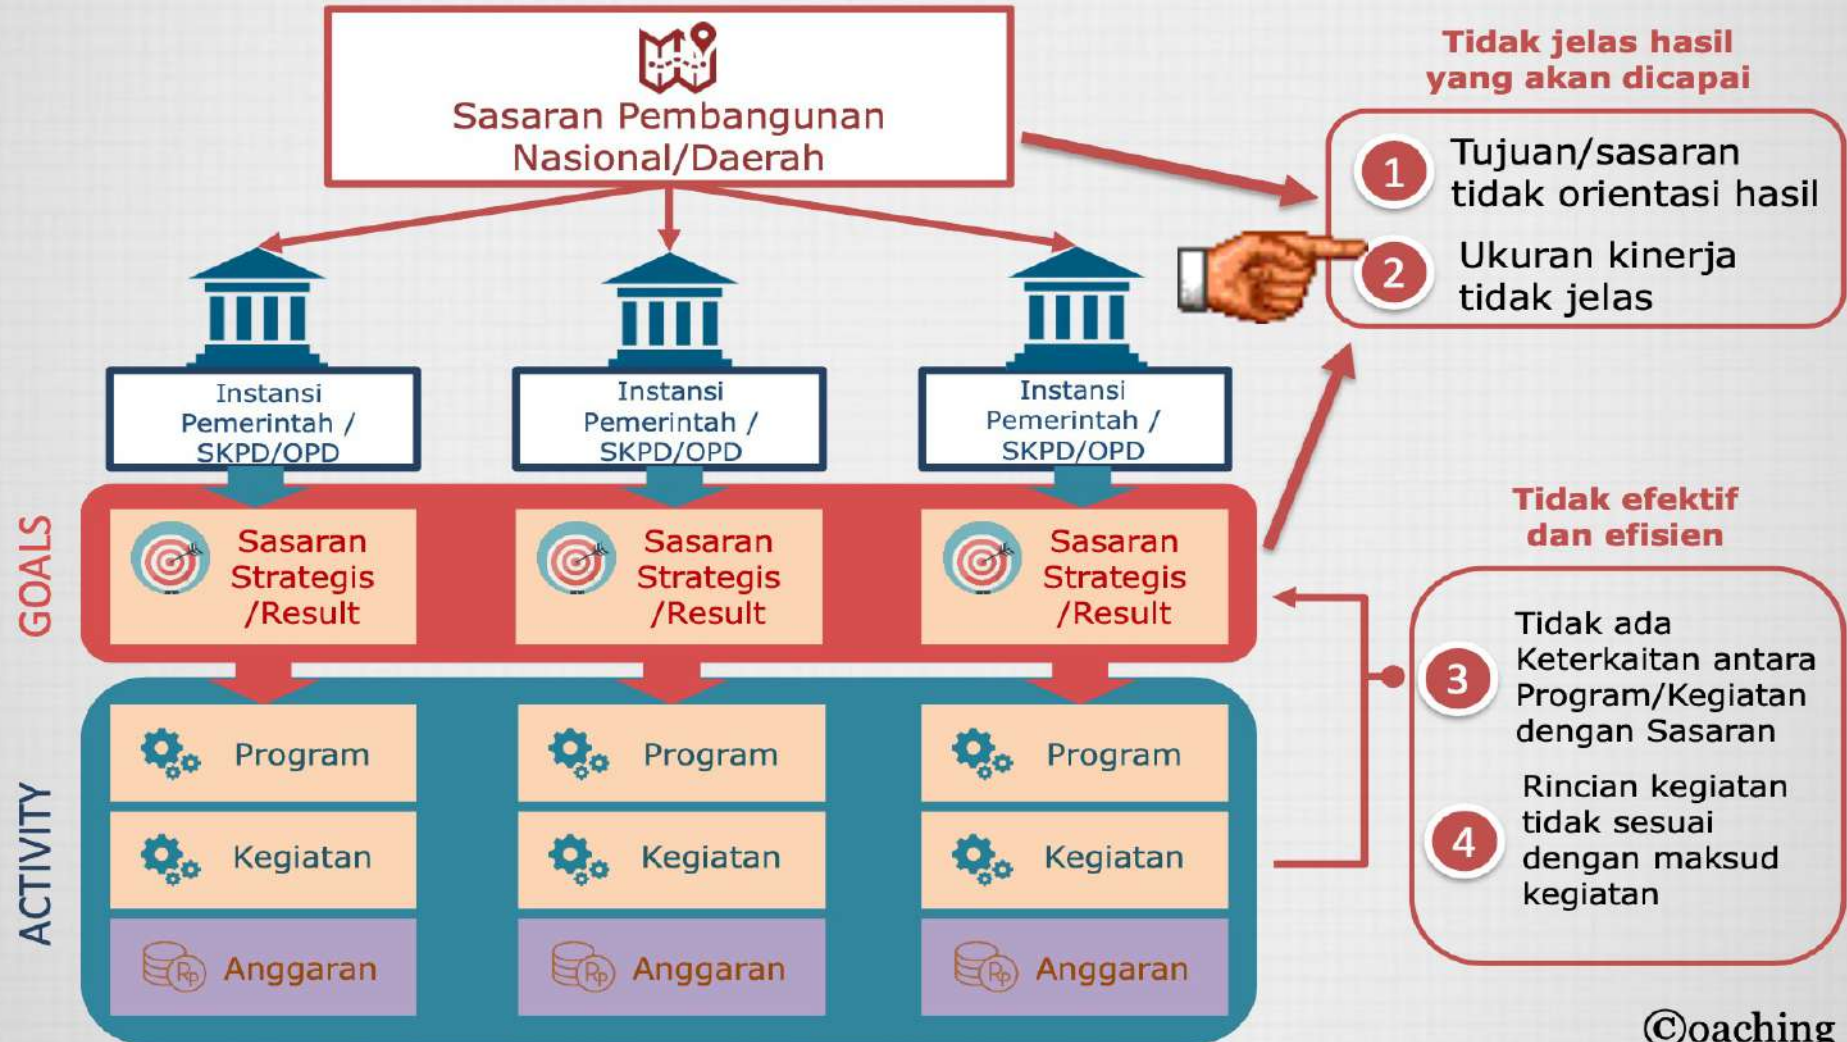 Sasaran Pembangunan
Nasional/Daerah
Tidak jelas hasil
yang akan dicapai
1
Tujuan/sasaran
tidak orientasi hasil
2
Ukuran kinerja
tidak jelas
Instansi
Pemerintah /
SKPD/OPD
Instansi
Pemerintah /
SKPD/OPD
Instansi
Pemerintah /
SKPD/OPD
GOALS
Sasaran
Strategis
/Result
Sasaran
Strategis
/Result
Sasaran
Strategis
/Result
Tidak efektif
dan efisien
3
Tidak ada
Keterkaitan antara
Program/Kegiatan
dengan Sasaran
4
Rincian kegiatan
tidak sesuai
dengan maksud
kegiatan
ACTIVITY
Program
Program
Program
Kegiatan
Kegiatan
Kegiatan
Rp Anggaran
Rp Anggaran
Rp Anggaran
©oaching